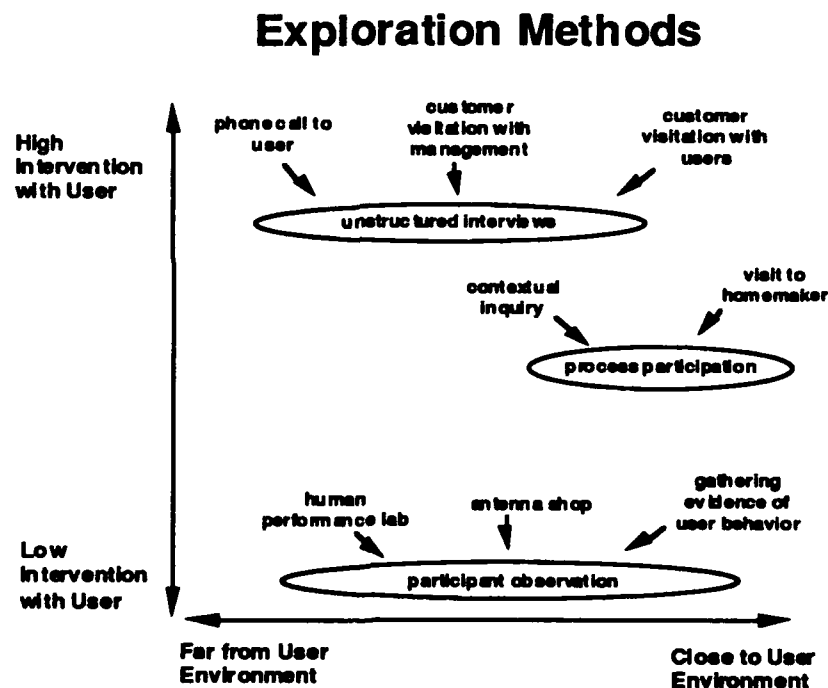 Exploration Methods
High
Intervention
with User
phone call to
user
customer
visitation with
management
customer
visitation with
users
unstructured interviews
contextual
inquiry
visit to
homemaker
process participation
human
performance lab
antenna shop
gathering
evidence of
user behavior
participant observation
Low
Intervention
with User
Far from User
Environment
Close to User
Environment